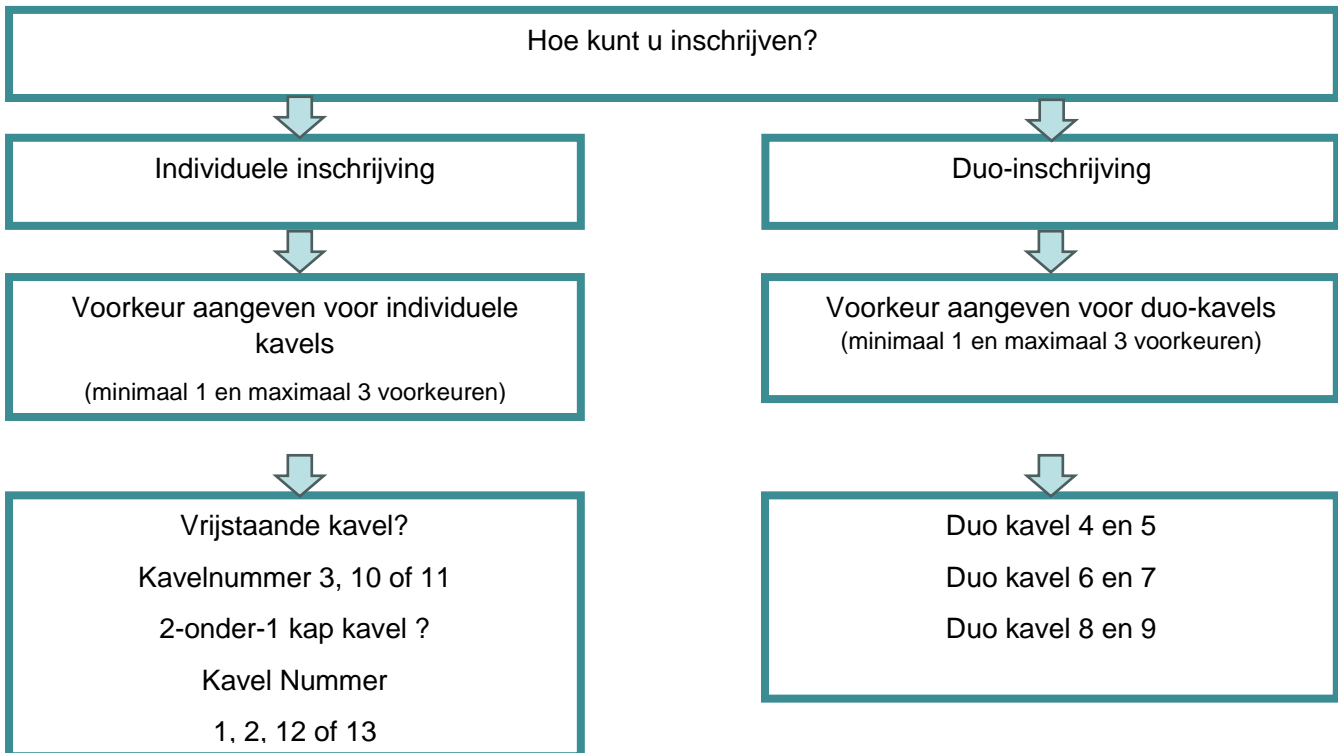 Hoe kunt u inschrijven?
Individuele inschrijving
Duo-inschrijving
Voorkeur aangeven voor individuele
kavels
(minimaal 1 en maximaal 3 voorkeuren)
Voorkeur aangeven voor duo-kavels
(minimaal 1 en maximaal 3 voorkeuren)
Vrijstaande kavel?
Kavelnummer 3, 10 of 11
2-onder-1 kap kavel ?
Kavel Nummer
1, 2, 12 of 13
Duo kavel 4 en 5
Duo kavel 6 en 7
Duo kavel 8 en 9